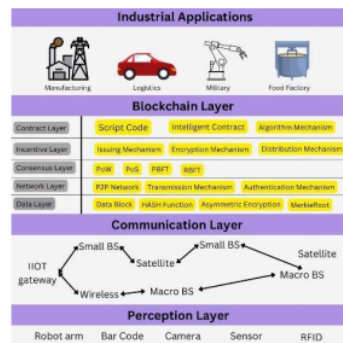 Industrial Applications
Manufacturing Logistics Military Food Factory
Blockchain Layer
Contract Layer Script Code Intelligent Contract Algorithm Mechanism
Incentive Layer Issuing Mechanism Encryption Mechanism Distribution Mechanism
Consensus Layer PoW PoS PBFT RBFT
Network Layer P2P Network Transmission Mechanism Authentication Mechanism
Data Layer Data Block HASH Function Asymmetric Encryption MerkleRoot
Communication Layer
Small BS Small BS
Satellite Satellite
IIOT gateway
Macro BS
Wireless Macro BS
Perception Layer
Robot arm Bar Code Camera Sensor RFID